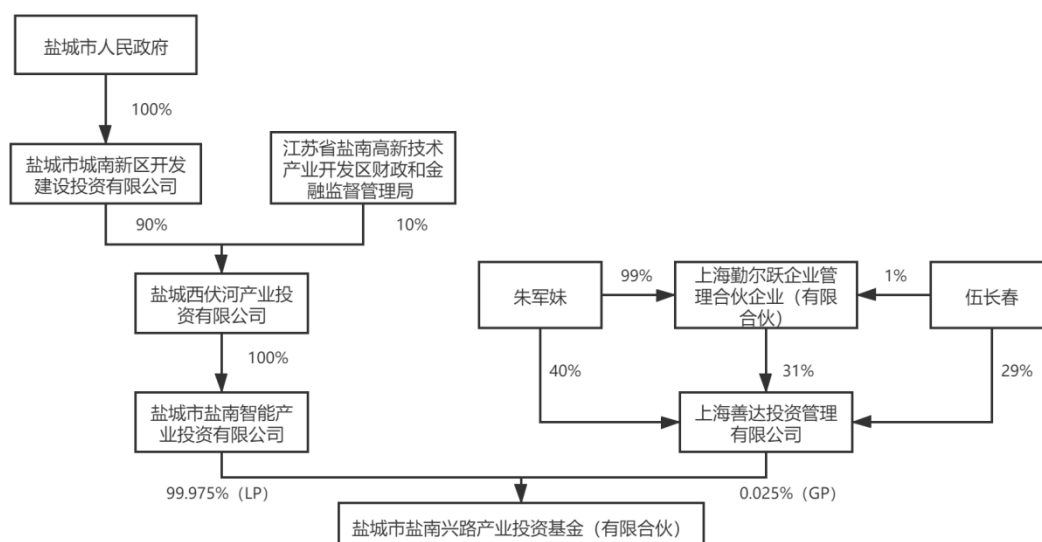 盐城市人民政府
100%
盐城市城南新区开发
建设投资有限公司
江苏省盐南高新技术
产业开发区财政和金
融监督管理局
90%
10%
盐城西伏河产业投
资有限公司
朱军妹
99%
上海勤尔跃企业管
理合伙企业（有限
合伙）
1%
伍长春
100%
40%
31%
29%
盐城市盐南智能产
业投资有限公司
上海善达投资管理
有限公司
99.975%（LP）
0.025%（GP）
盐城市盐南兴路产业投资基金（有限合伙）